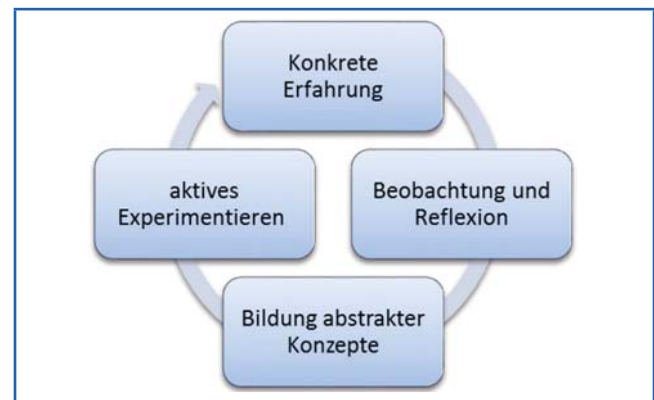 Konkrete
Erfahrung
aktives
Experimentieren
Beobachtung und
Reflexion
Bildung abstrakter
Konzepte